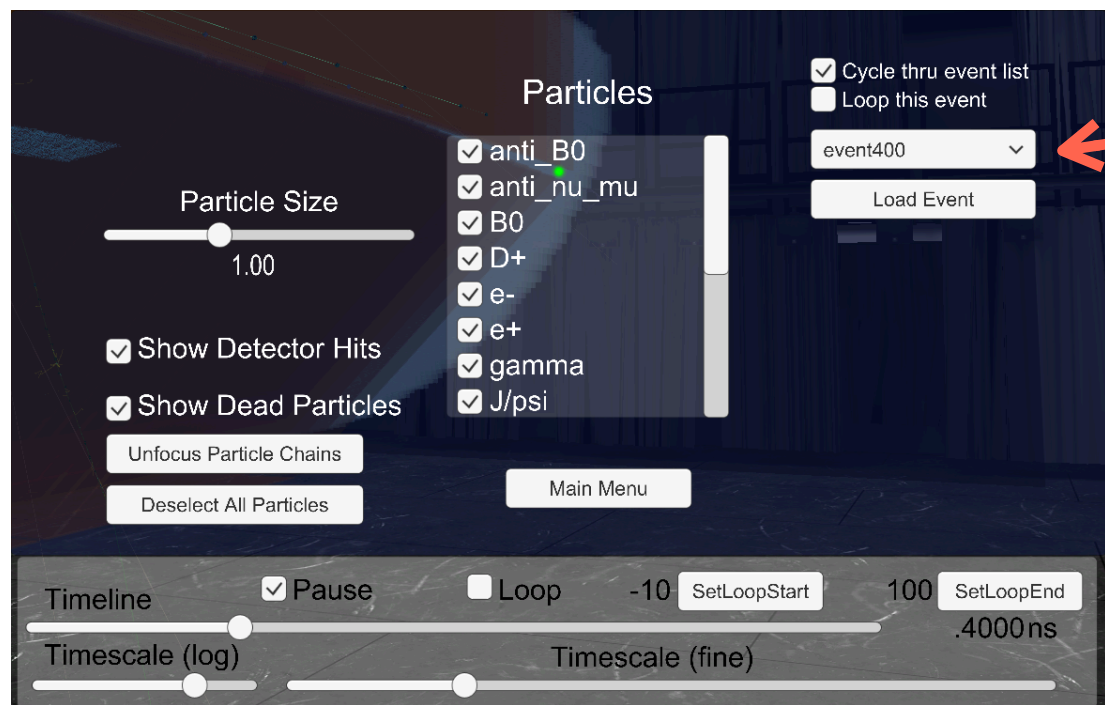 Particles
Cycle thru event list
Loop this event
event400
Load Event
anti_B0
anti_nu_mu
B0
D+
e-
e+
gamma
J/psi
Particle Size
1.00
Show Detector Hits
Show Dead Particles
Unfocus Particle Chains
Deselect All Particles
Main Menu
Timeline
Pause
Loop
-10
SetLoopStart
100
SetLoopEnd
.4000ns
Timescale (log)
Timescale (fine)